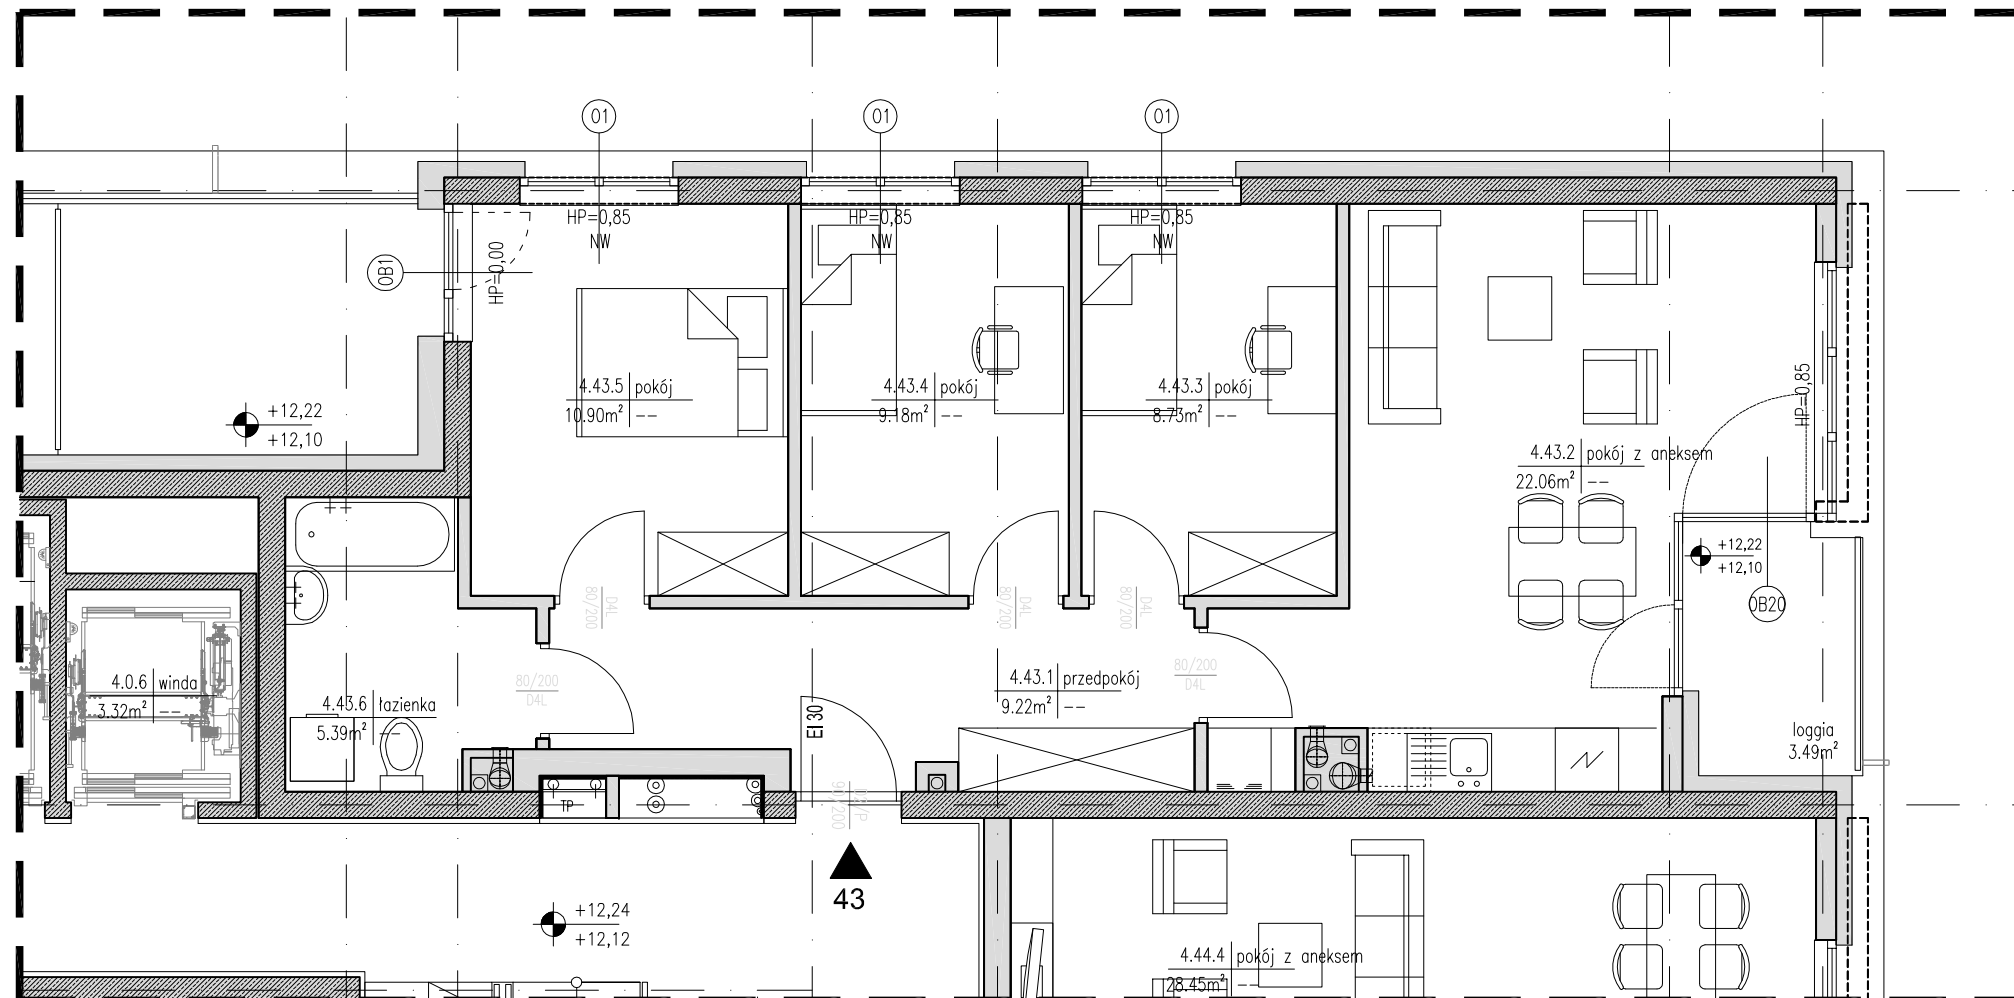 01
01
01
HP=0,85
NW
HP=0,85
NW
HP=0,85
NW
OB1
HP=0,00
4.43.5 pokój
10.90m² --
4.43.4 pokój
9.18m² --
4.43.3 pokój
8.73m² --
HP=0,85
+12,22
+12,10
4.43.2 pokój z aneksem
22.06m² --
+12,22
+12,10
OB20
80/200
D4L
80/200
D4L
80/200
D4L
80/200
D4L
80/200
D4L
4.0.6 winda
3.32m² --
4.43.6 łazienka
5.39m² --
4.43.1 przedpokój
9.22m² --
EI30
loggia
3.49m²
TP
90/200
43
+12,24
+12,12
4.44.4 pokój z aneksem
28.45m² --